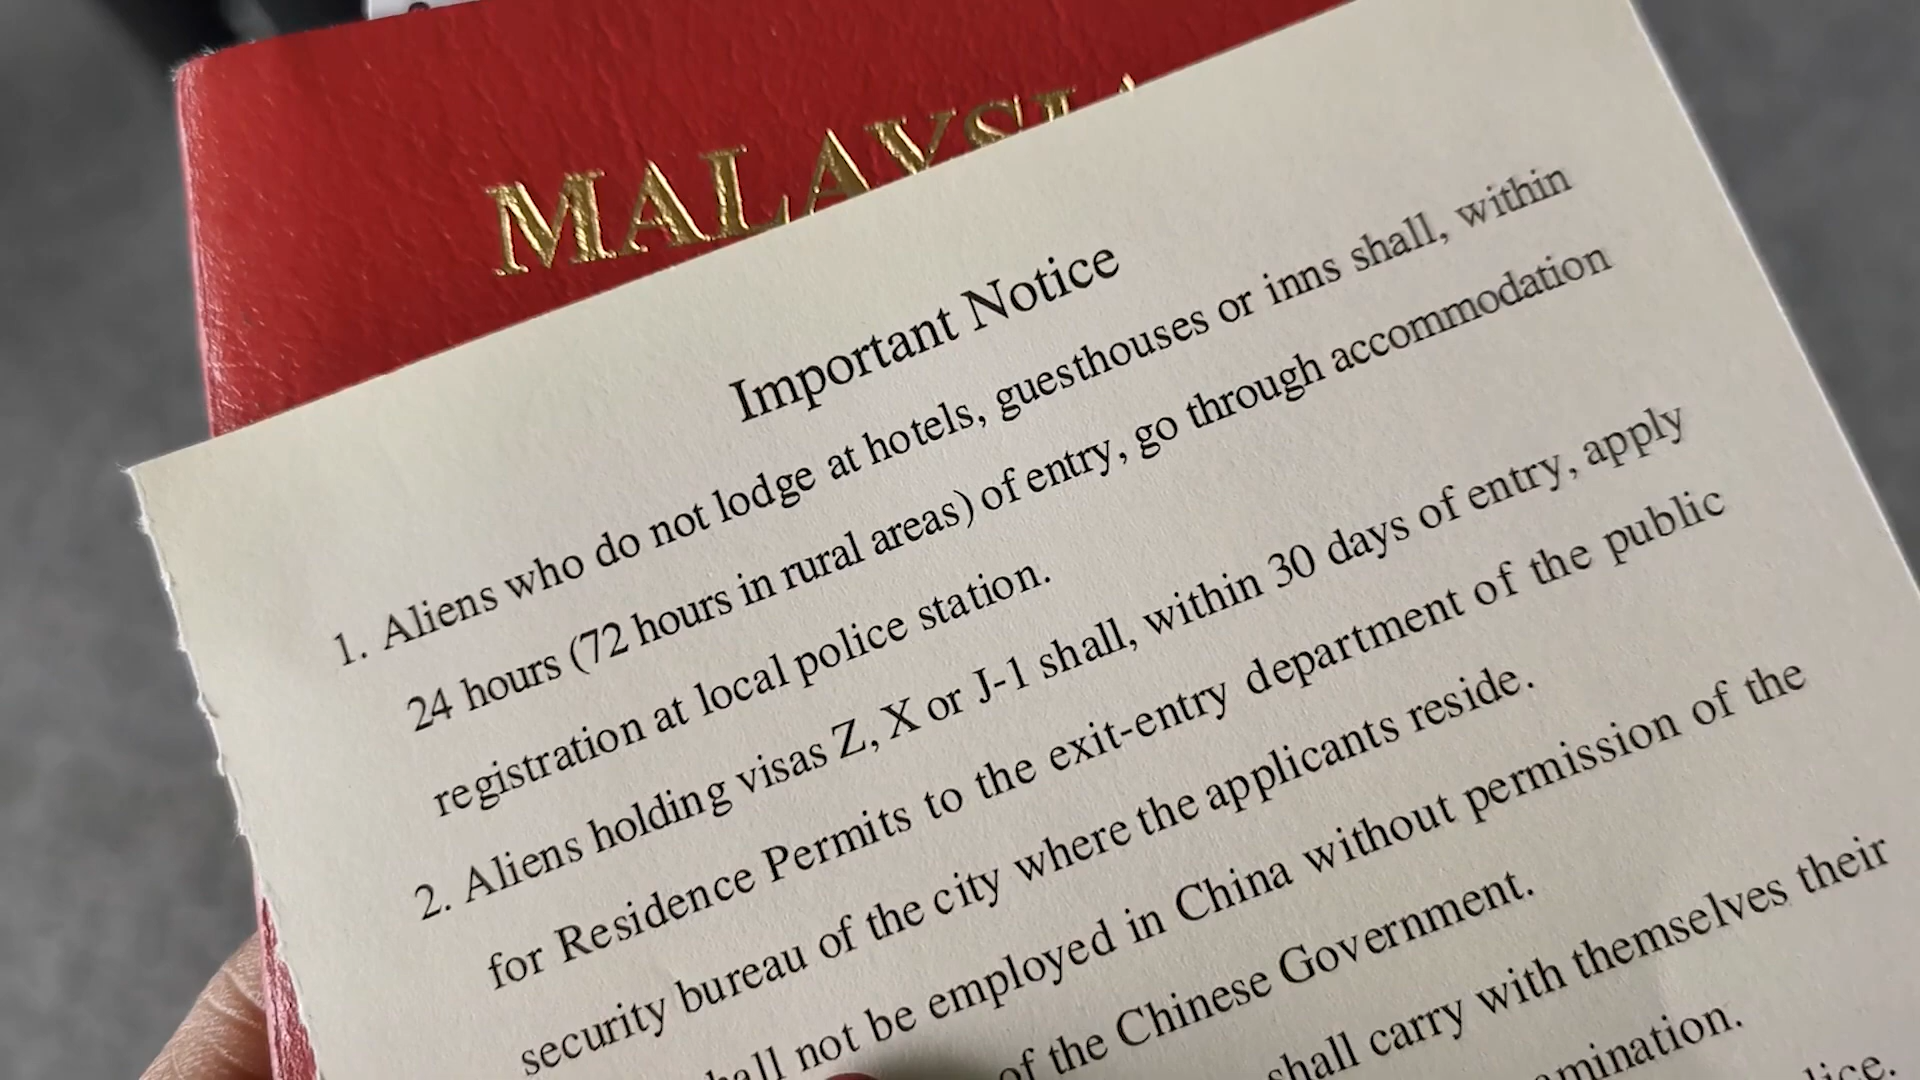 MALAYSIA
Important Notice
1. Aliens who do not lodge at hotels, guesthouses or inns shall, within
24 hours (72 hours in rural areas) of entry, go through accommodation
registration at local police station.
2. Aliens holding visas Z, X or J-1 shall, within 30 days of entry, apply
for Residence Permits to the exit-entry department of the public
security bureau of the city where the applicants reside.
not be employed in China without permission of the
of the Chinese Government.
shall carry with themselves their